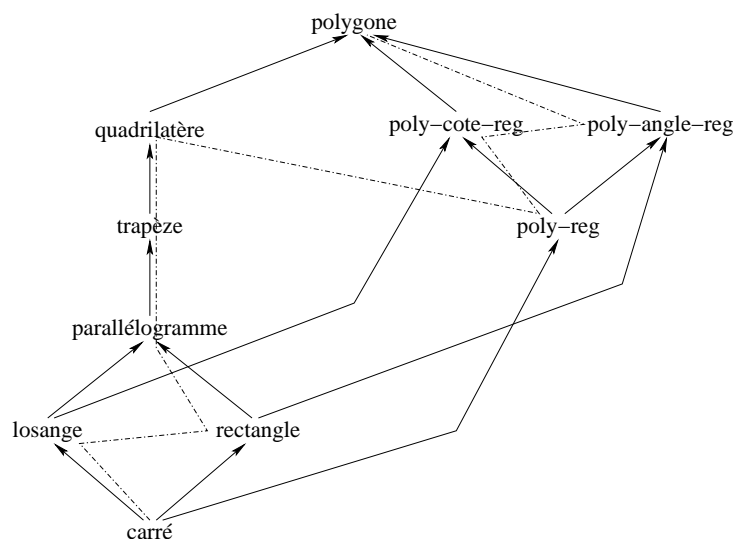 polygone
quadrilatère
poly-cote-reg
poly-angle-reg
trapèze
poly-reg
parallélogramme
losange
rectangle
carré